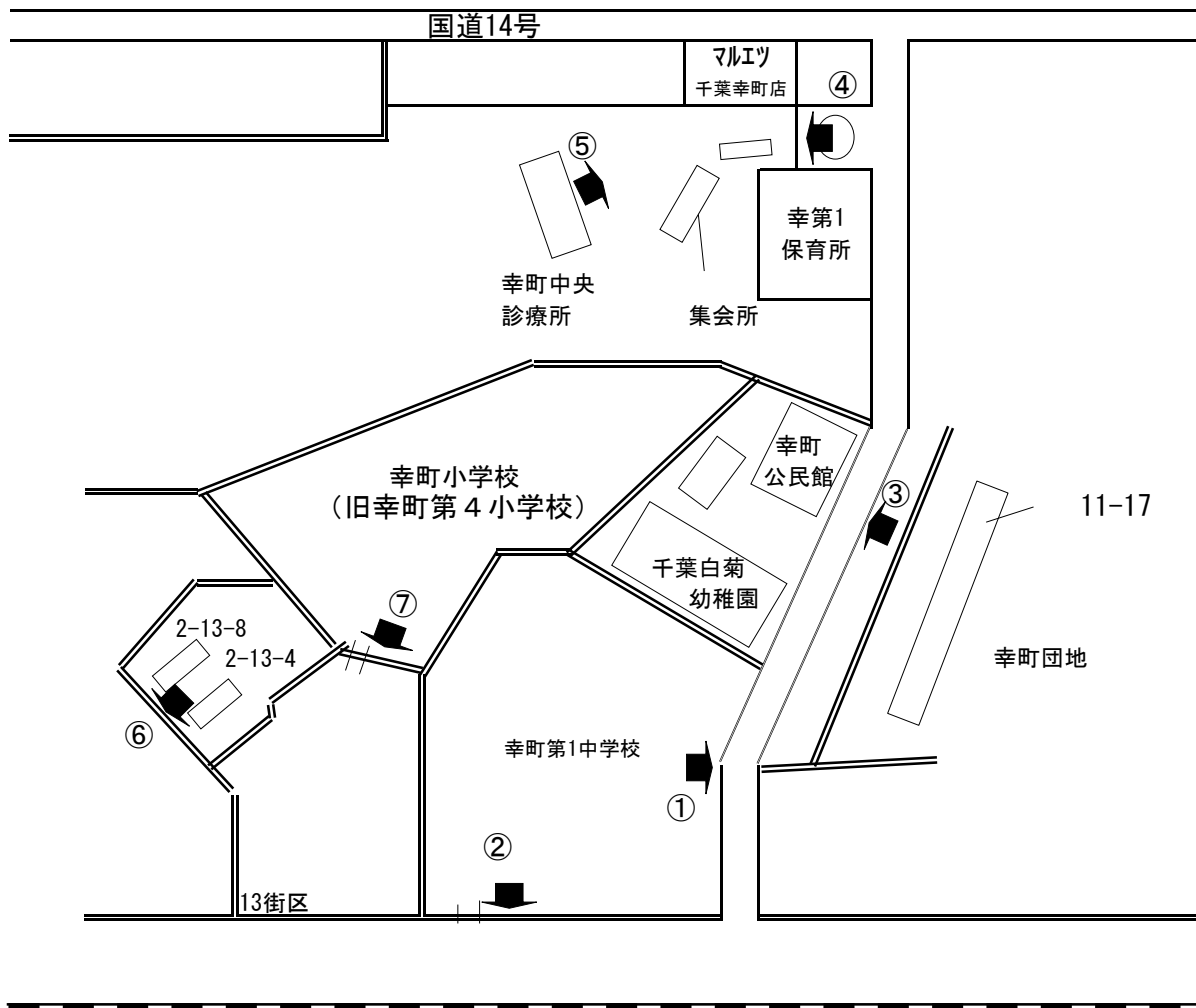 国道14号
マルエツ
千葉幸町店
④
⑤
幸第1
保育所
幸町中央
診療所
集会所
幸町
公民館
幸町小学校
(旧幸町第4小学校)
③
11-17
千葉白菊
幼稚園
⑦
2-13-8
2-13-4
幸町団地
⑥
幸町第1中学校
①
②
13街区